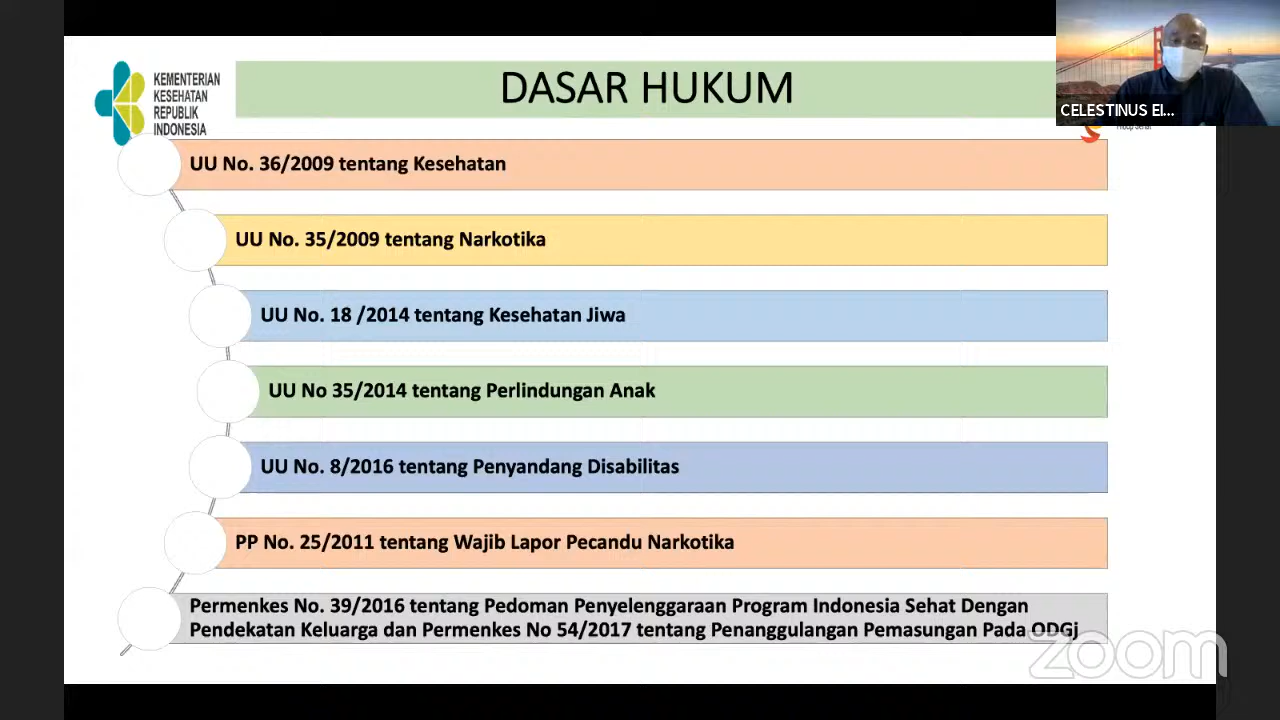 KEMENTERIAN
KESEHATAN
REPUBLIK
INDONESIA
DASAR HUKUM
CELESTINUS EI...
Hidup Sehat
UU No. 36/2009 tentang Kesehatan
UU No. 35/2009 tentang Narkotika
UU No. 18 /2014 tentang Kesehatan Jiwa
UU No 35/2014 tentang Perlindungan Anak
UU No. 8/2016 tentang Penyandang Disabilitas
PP No. 25/2011 tentang Wajib Lapor Pecandu Narkotika
Permenkes No. 39/2016 tentang Pedoman Penyelenggaraan Program Indonesia Sehat Dengan
Pendekatan Keluarga dan Permenkes No 54/2017 tentang Penanggulangan Pemasungan Pada ODGj
zoom